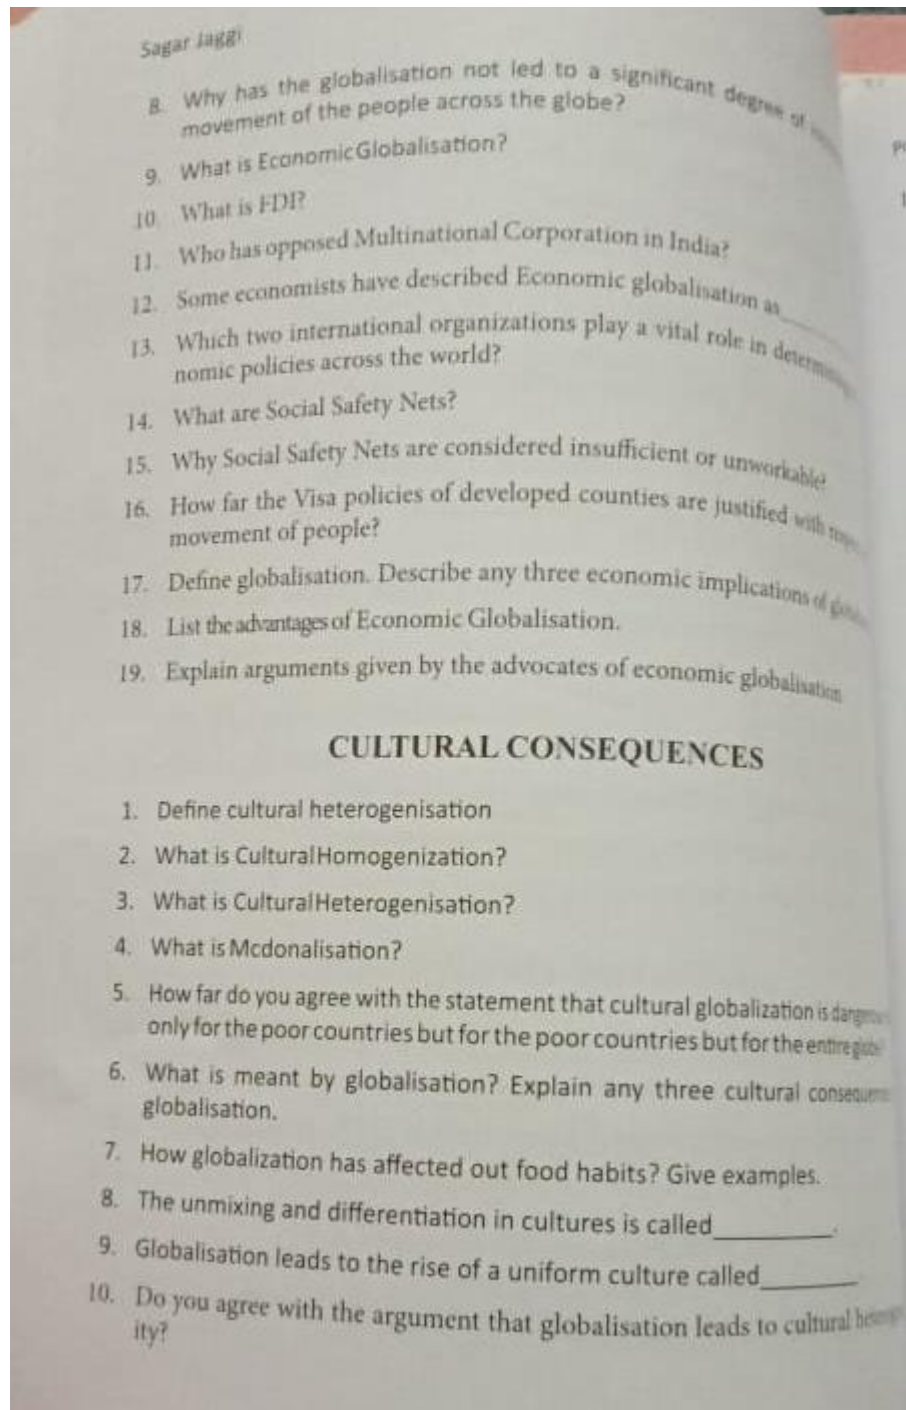 Sagar Jaggi
8. Why has the globalisation not led to a significant degree of
movement of the people across the globe?
9. What is Economic Globalisation?
10. What is FDI?
11. Who has opposed Multinational Corporation in India?
12. Some economists have described Economic globalisation as______
13. Which two international organizations play a vital role in determining
nomic policies across the world?
14. What are Social Safety Nets?
15. Why Social Safety Nets are considered insufficient or unworkable?
16. How far the Visa policies of developed counties are justified with
movement of people?
17. Define globalisation. Describe any three economic implications of
18. List the advantages of Economic Globalisation.
19. Explain arguments given by the advocates of economic globalisation
CULTURAL CONSEQUENCES
1. Define cultural heterogenisation
2. What is Cultural Homogenization?
3. What is Cultural Heterogenisation?
4. What is Mcdonalisation?
5. How far do you agree with the statement that cultural globalization is
only for the poor countries but for the poor countries but for the entire
6. What is meant by globalisation? Explain any three cultural
globalisation.
7. How globalization has affected out food habits? Give examples.
8. The unmixing and differentiation in cultures is called__________.
9. Globalisation leads to the rise of a uniform culture called________
10. Do you agree with the argument that globalisation leads to cultural
ity?